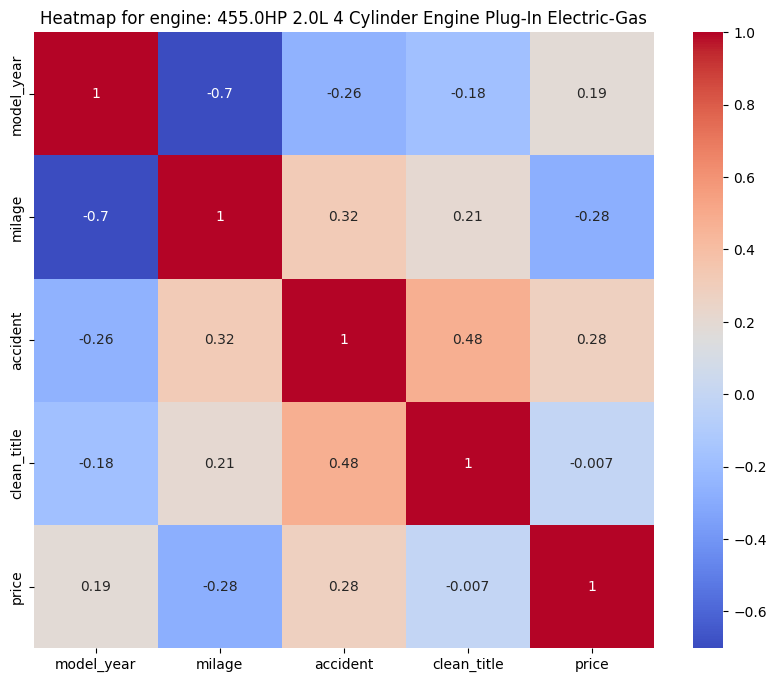 Heatmap for engine: 455.0HP 2.0L 4 Cylinder Engine Plug-In Electric-Gas
model_year 1 -0.7 -0.26 -0.18 0.19
milage -0.7 1 0.32 0.21 -0.28
accident -0.26 0.32 1 0.48 0.28
clean_title -0.18 0.21 0.48 1 -0.007
price 0.19 -0.28 0.28 -0.007 1
model_year milage accident clean_title price
1.0
0.8
0.6
0.4
0.2
0.0
−0.2
−0.4
−0.6